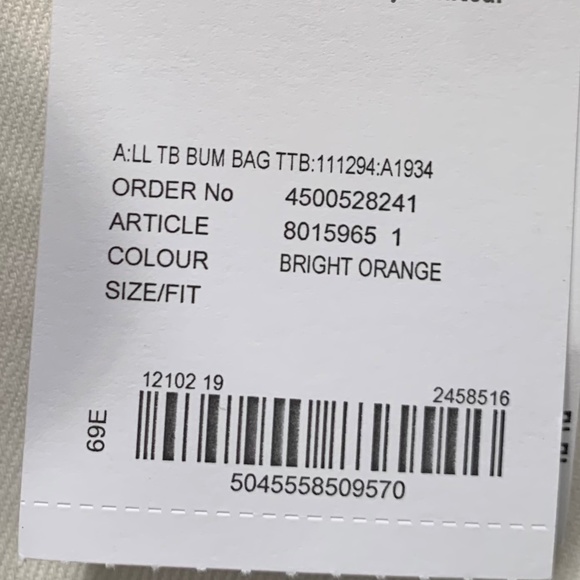 A:LL TB BUM BAG TTB:111294:A1934
ORDER No 4500528241
ARTICLE 8015965 1
COLOUR BRIGHT ORANGE
SIZE/FIT
12102 19 2458516
69E
5045558509570